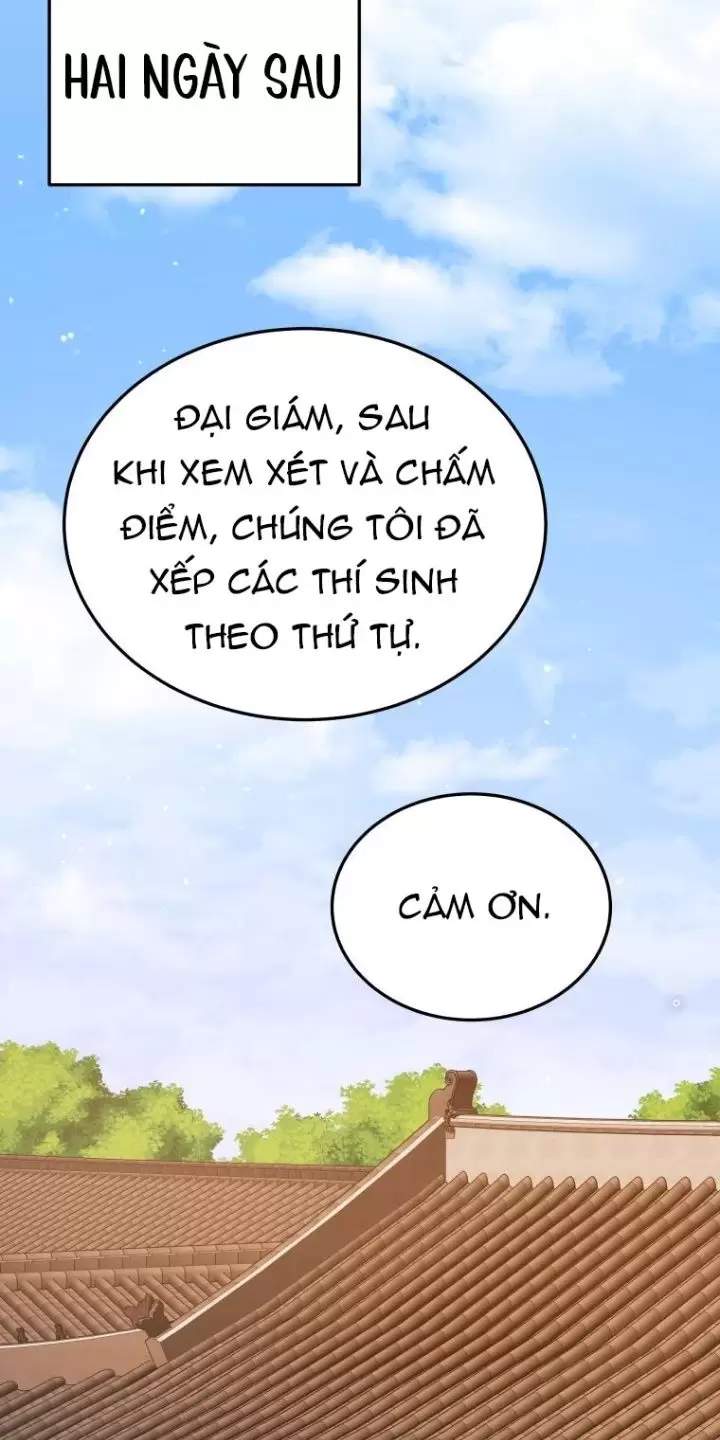 HAI NGÀY SAU
ĐẠI GIÁM, SAU
KHI XEM XÉT VÀ CHẤM
ĐIỂM, CHÚNG TÔI ĐÃ
XẾP CÁC THÍ SINH
THEO THỨ TỰ.
CẢM ƠN.